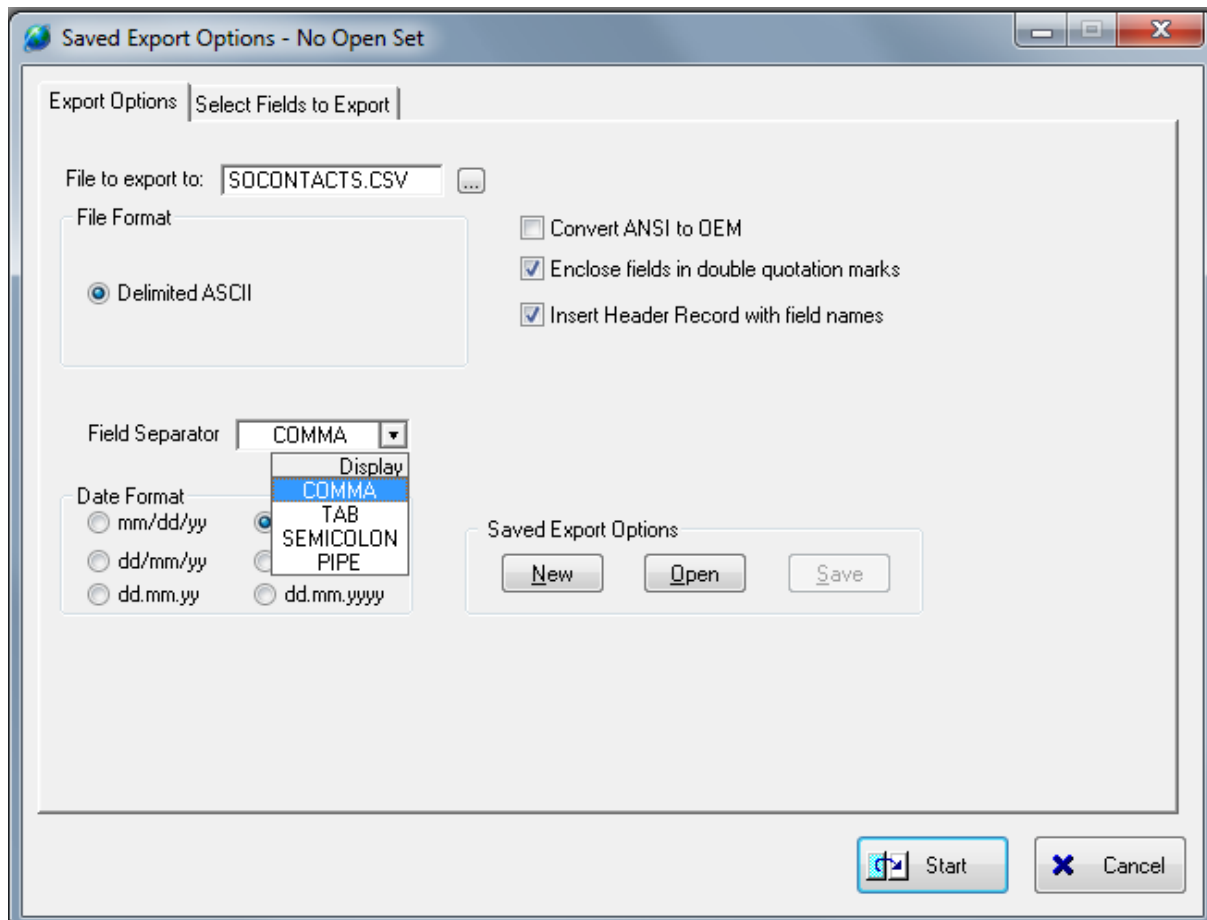 Saved Export Options - No Open Set
X
Export Options
Select Fields to Export
File to export to:
SOCONTACTS.CSV
...
File Format
Delimited ASCII
Convert ANSI to OEM
Enclose fields in double quotation marks
Insert Header Record with field names
Field Separator
COMMA
Display
COMMA
TAB
SEMICOLON
PIPE
Date Format
mm/dd/yy
dd/mm/yy
dd.mm.yy
dd.mm.yyyy
Saved Export Options
New
Open
Save
Start
Cancel